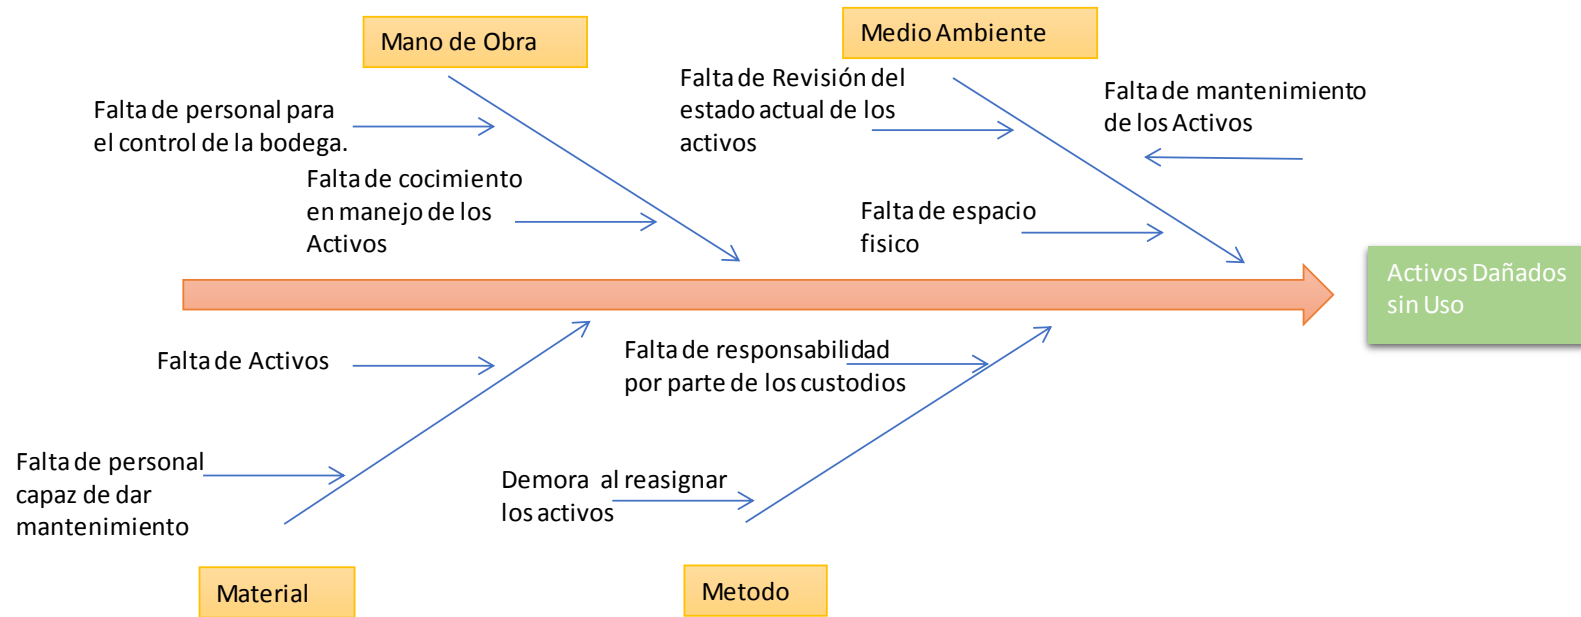 Mano de Obra
Medio Ambiente
Falta de personal para
el control de la bodega.
Falta de Revisión del
estado actual de los
activos
Falta de mantenimiento
de los Activos
Falta de cocimiento
en manejo de los
Activos
Falta de espacio
fisico
Activos Dañados
sin Uso
Falta de Activos
Falta de responsabilidad
por parte de los custodios
Falta de personal
capaz de dar
mantenimiento
Demora al reasignar
los activos
Material
Metodo